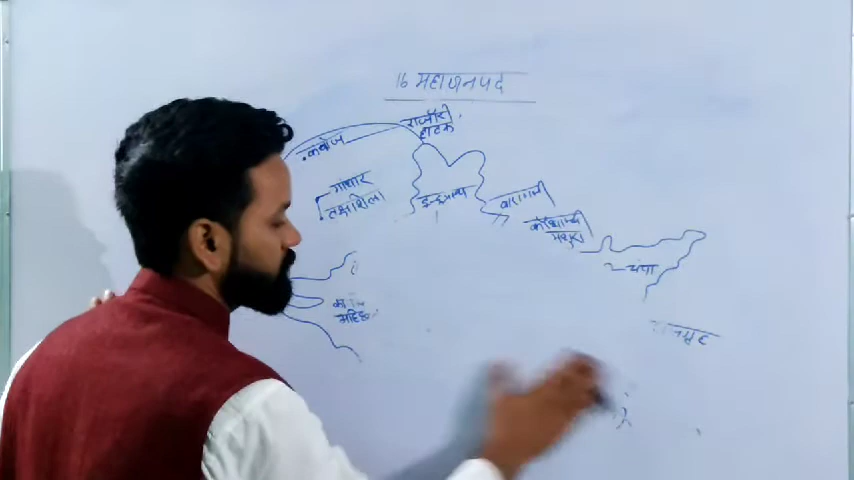 16 महाजनपद
राजौरी
हाटक
कंबोज
गांधार
तक्षशिला
इन्द्रप्रस्थ
वाराणसी
कौशाम्बी
मथुरा
चंपा